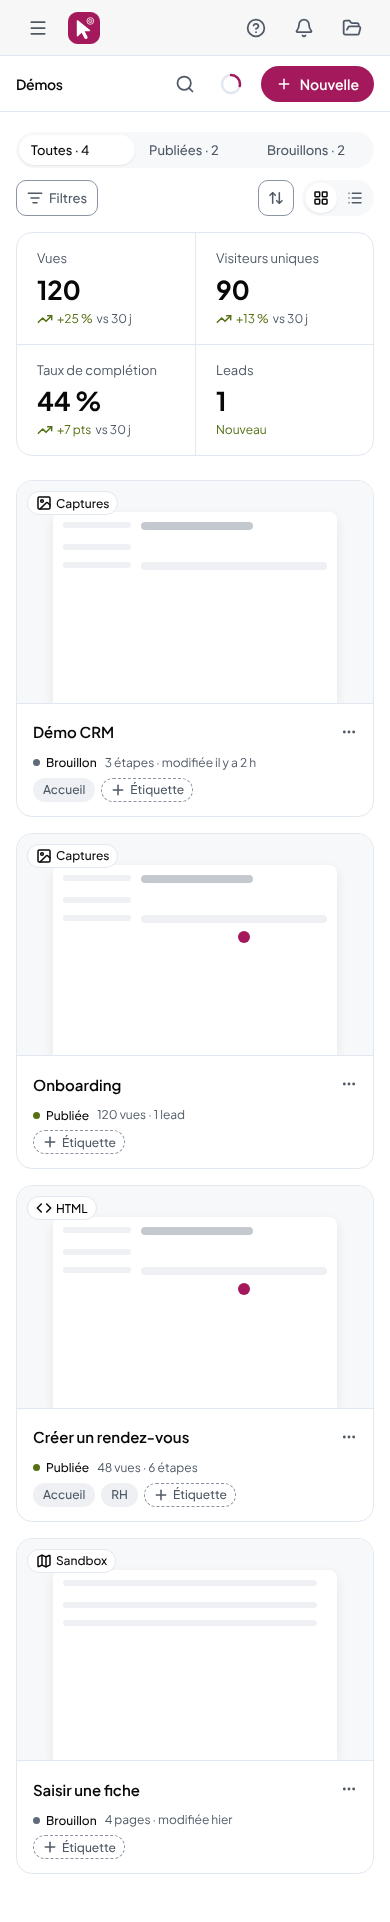 Démos
Nouvelle
Toutes · 4
Publiées · 2
Brouillons · 2
Filtres
Vues
120
+25 % vs 30 j
Visiteurs uniques
90
+13 % vs 30 j
Taux de complétion
44 %
+7 pts vs 30 j
Leads
1
Nouveau
Captures
Démo CRM
Brouillon 3 étapes · modifiée il y a 2 h
Accueil
Étiquette
Captures
Onboarding
Publiée 120 vues · 1 lead
Étiquette
HTML
Créer un rendez-vous
Publiée 48 vues · 6 étapes
Accueil
RH
Étiquette
Sandbox
Saisir une fiche
Brouillon 4 pages · modifiée hier
Étiquette